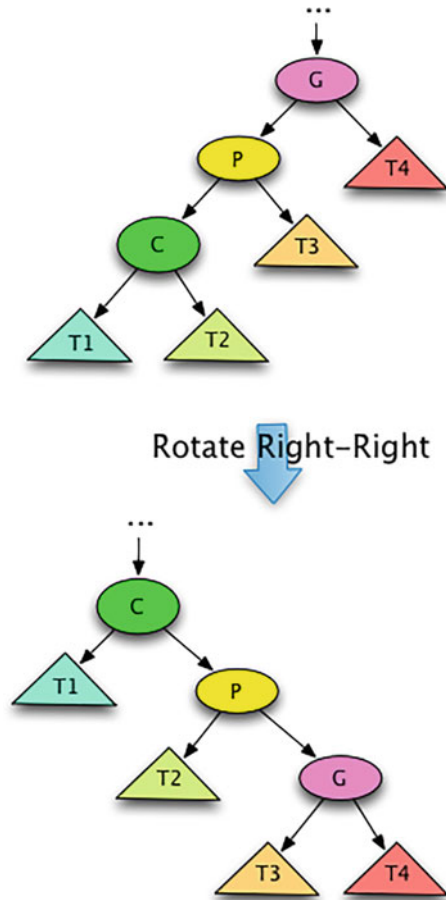 ...
G
P
T4
C
T3
T1 T2
Rotate Right-Right
...
C
T1 P
T2 G
T3 T4